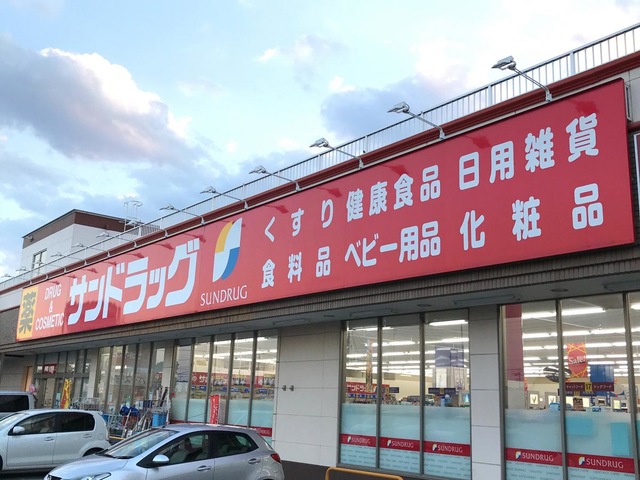 薬
DRUG
&
COSMETIC
サンドラッグ
SUNDRUG
くすり 健康食品 日用雑貨
食料品 ベビー用品 化粧品
SUNDRUG
SUNDRUG
SUNDRUG
SUNDRUG
SUNDRUG
Sale!